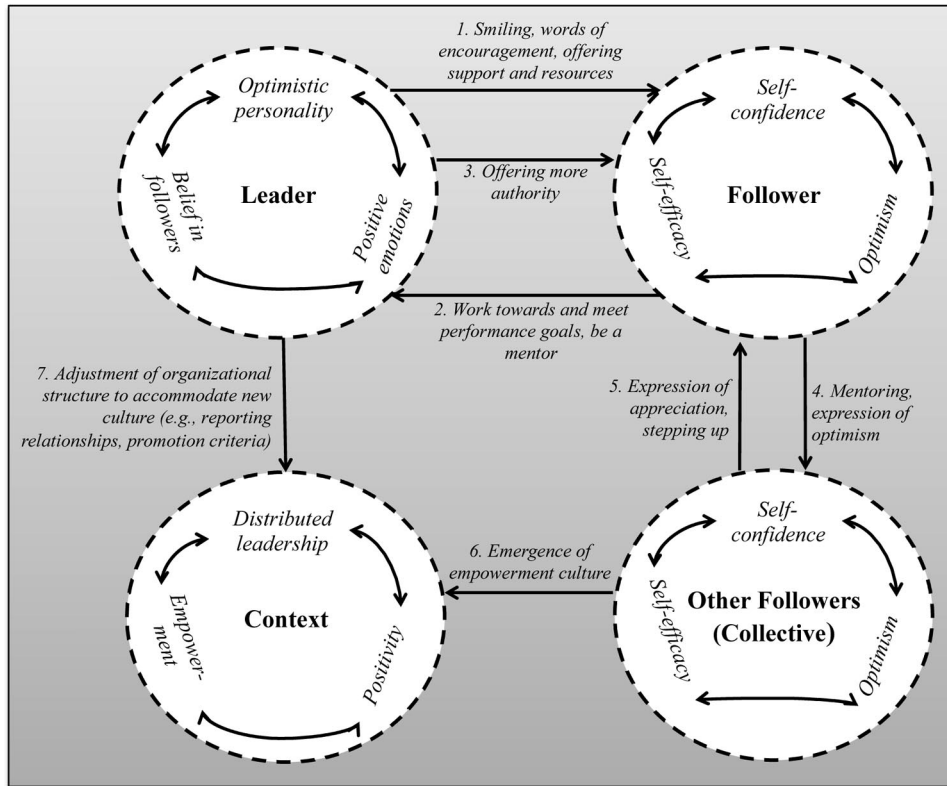 1. Smiling, words of
encouragement, offering
support and resources
Optimistic
personality
Belief in
followers
Leader
Positive
emotions
3. Offering more
authority
Self-
confidence
Self-efficacy
Follower
Optimism
2. Work towards and meet
performance goals, be a
mentor
7. Adjustment of organizational
structure to accommodate new
culture (e.g., reporting
relationships, promotion criteria)
5. Expression of
appreciation,
stepping up
4. Mentoring,
expression of
optimism
Distributed
leadership
Empower-
ment
Context
Positivity
6. Emergence of
empowerment culture
Self-
confidence
Self-efficacy
Other Followers
(Collective)
Optimism